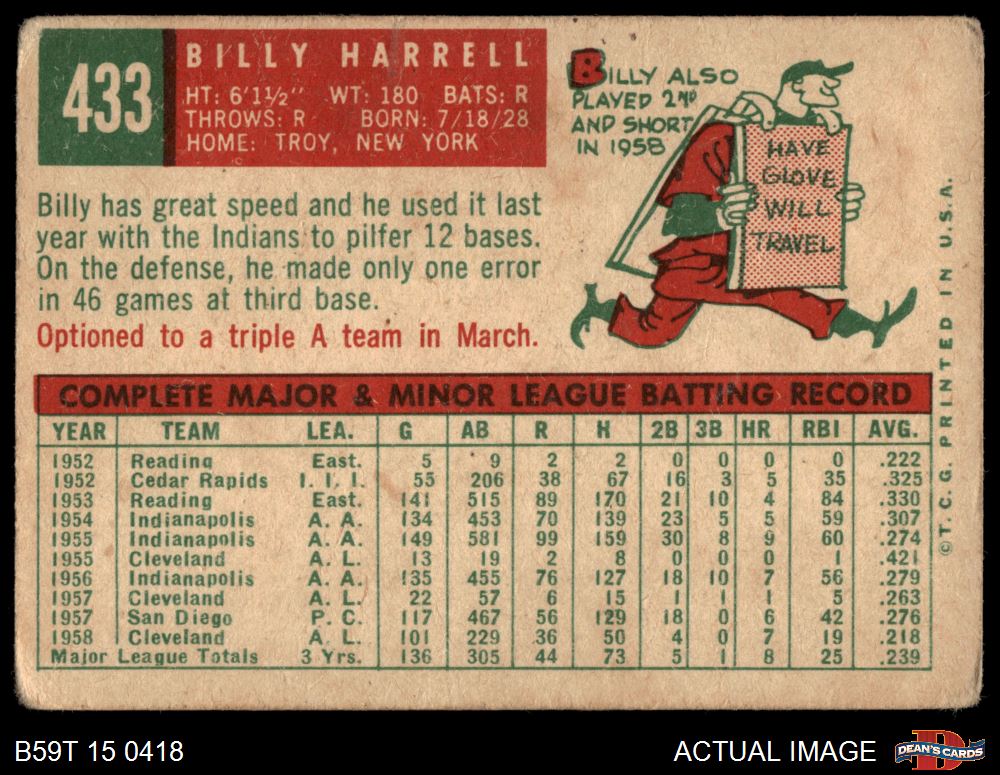 433
BILLY HARRELL
HT: 6'1½" WT: 180 BATS: R
THROWS: R BORN: 7/18/28
HOME: TROY, NEW YORK
BILLY ALSO
PLAYED 2ND
AND SHORT
IN 1958
HAVE
GLOVE
WILL
TRAVEL
Billy has great speed and he used it last
year with the Indians to pilfer 12 bases.
On the defense, he made only one error
in 46 games at third base.
Optioned to a triple A team in March.
COMPLETE MAJOR & MINOR LEAGUE BATTING RECORD
YEAR TEAM LEA. G AB R H 2B 3B HR RBI AVG.
1952 Reading East. 5 9 2 2 0 0 0 0 .222
1952 Cedar Rapids I. I. I. 55 206 38 67 16 3 5 35 .325
1953 Reading East. 141 515 89 170 21 10 4 84 .330
1954 Indianapolis A. A. 134 453 70 139 23 5 5 59 .307
1955 Indianapolis A. A. 149 581 99 159 30 8 9 60 .274
1955 Cleveland A. L. 13 19 2 8 0 0 0 1 .421
1956 Indianapolis A. A. 135 455 76 127 18 10 7 56 .279
1957 Cleveland A. L. 22 57 6 15 1 1 1 5 .263
1957 San Diego P. C. 117 467 56 129 18 0 6 42 .276
1958 Cleveland A. L. 101 229 36 50 4 0 7 19 .218
Major League Totals 3 Yrs. 136 305 44 73 5 1 8 25 .239
©T. C. G. PRINTED IN U.S.A.
B59T 15 0418
ACTUAL IMAGE
DEAN'S CARDS